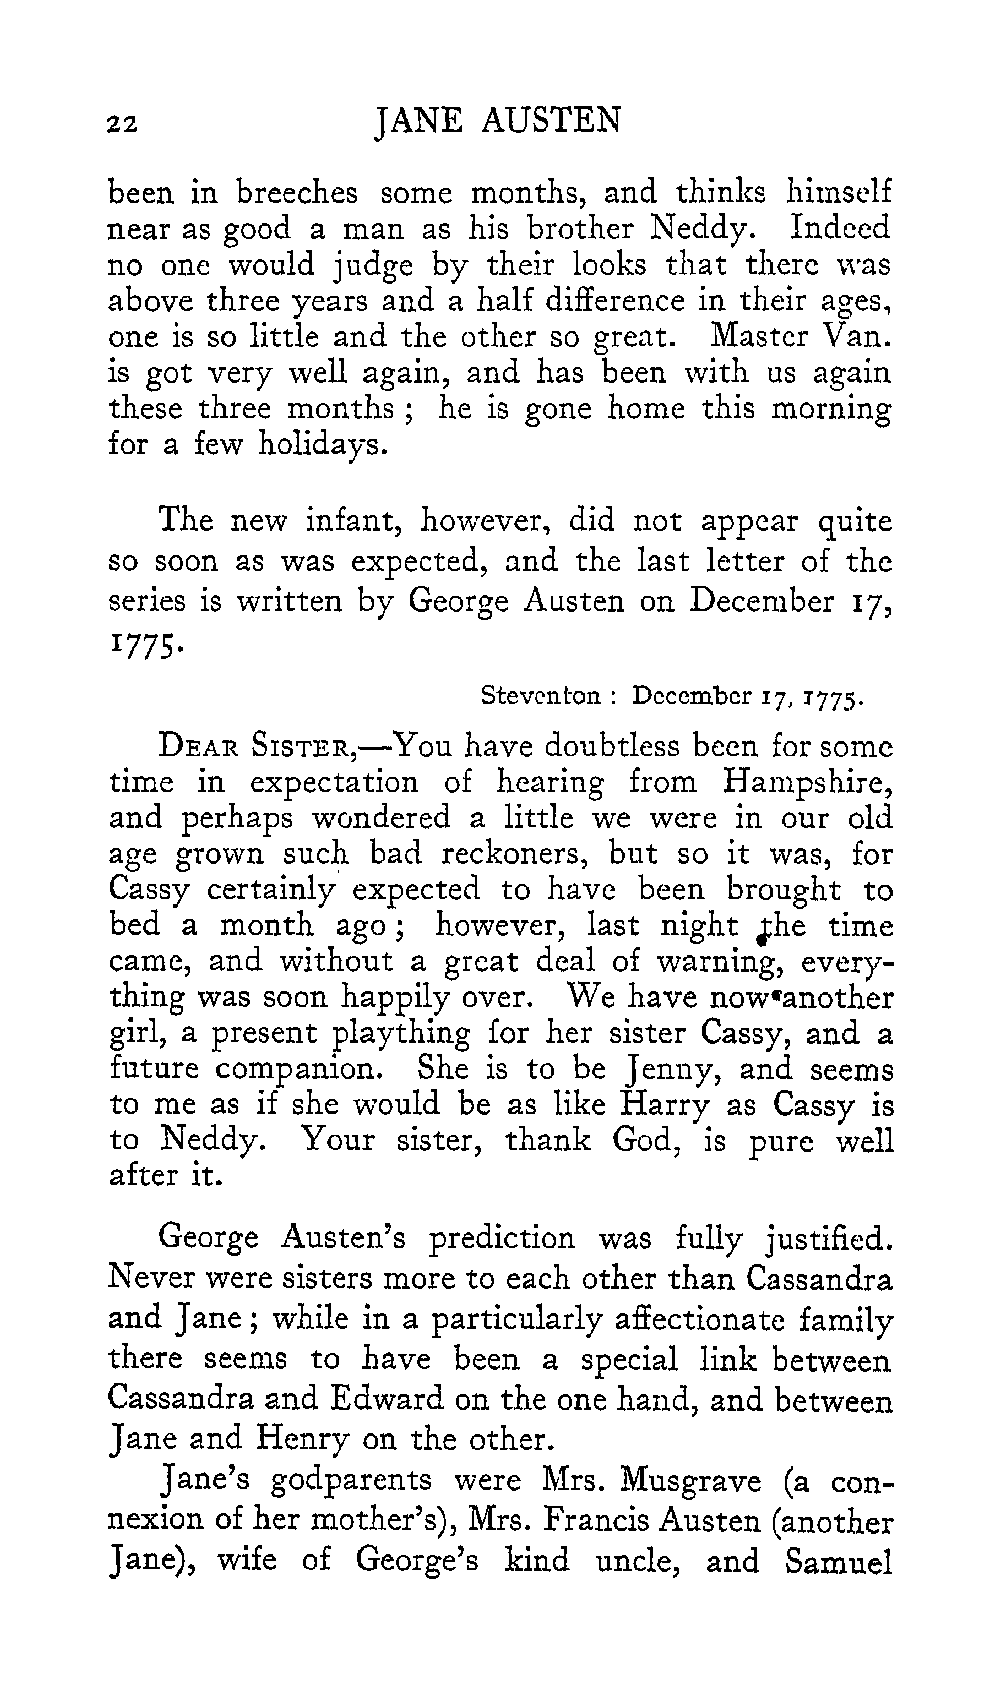 22 JANE AUSTEN
been in breeches some months, and thinks himself
near as good a man as his brother Neddy. Indeed
no one would judge by their looks that there was
above three years and a half difference in their ages,
one is so little and the other so great. Master Van.
is got very well again, and has been with us again
these three months ; he is gone home this morning
for a few holidays.
The new infant, however, did not appear quite
so soon as was expected, and the last letter of the
series is written by George Austen on December 17,
1775.
Steventon : December 17, 1775.
DEAR SISTER,—You have doubtless been for some
time in expectation of hearing from Hampshire,
and perhaps wondered a little we were in our old
age grown such bad reckoners, but so it was, for
Cassy certainly expected to have been brought to
bed a month ago ; however, last night the time
came, and without a great deal of warning, every-
thing was soon happily over. We have now another
girl, a present plaything for her sister Cassy, and a
future companion. She is to be Jenny, and seems
to me as if she would be as like Harry as Cassy is
to Neddy. Your sister, thank God, is pure well
after it.
George Austen's prediction was fully justified.
Never were sisters more to each other than Cassandra
and Jane ; while in a particularly affectionate family
there seems to have been a special link between
Cassandra and Edward on the one hand, and between
Jane and Henry on the other.
Jane's godparents were Mrs. Musgrave (a con-
nexion of her mother's), Mrs. Francis Austen (another
Jane), wife of George's kind uncle, and Samuel